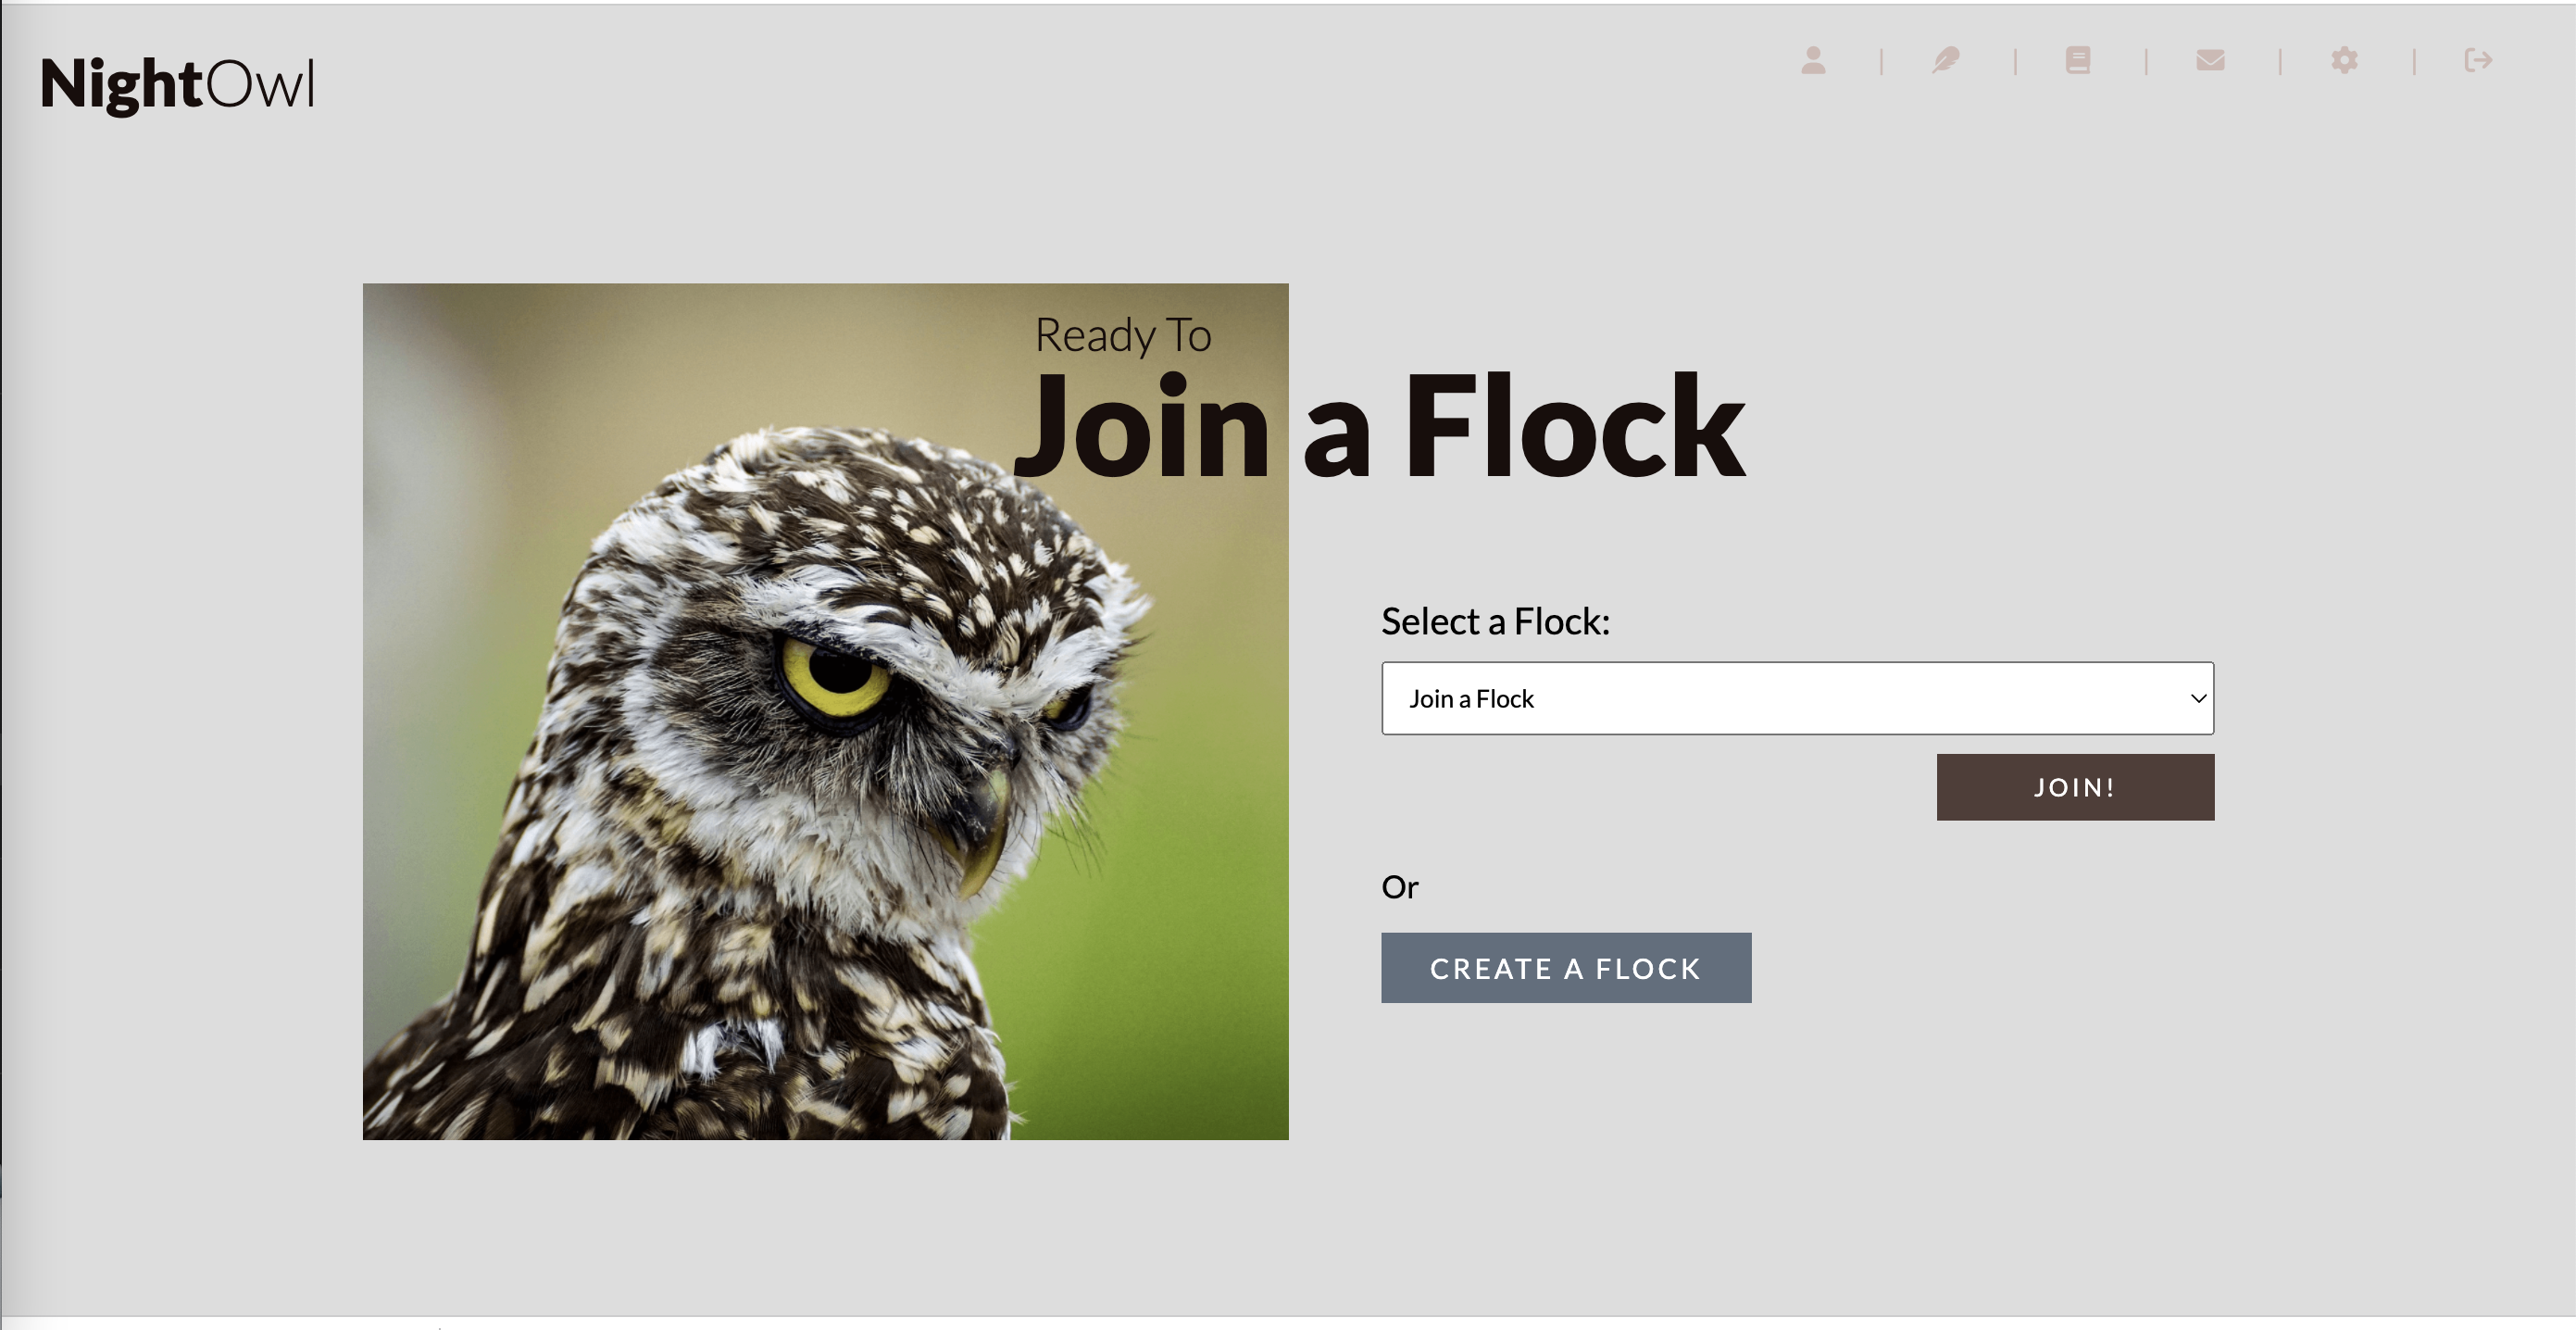 NightOwl
Ready To
Join a Flock
Select a Flock:
Join a Flock
JOIN!
Or
CREATE A FLOCK